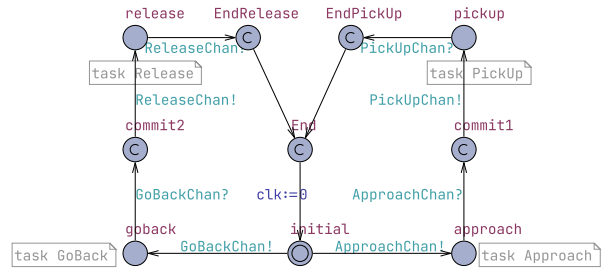 release
EndRelease
EndPickUp
pickup
C
C
ReleaseChan?
PickUpChan?
task Release
task PickUp
ReleaseChan!
PickUpChan!
commit2
End
commit1
C
C
C
GoBackChan?
clk:=0
ApproachChan?
goback
initial
approach
GoBackChan!
ApproachChan!
task GoBack
task Approach